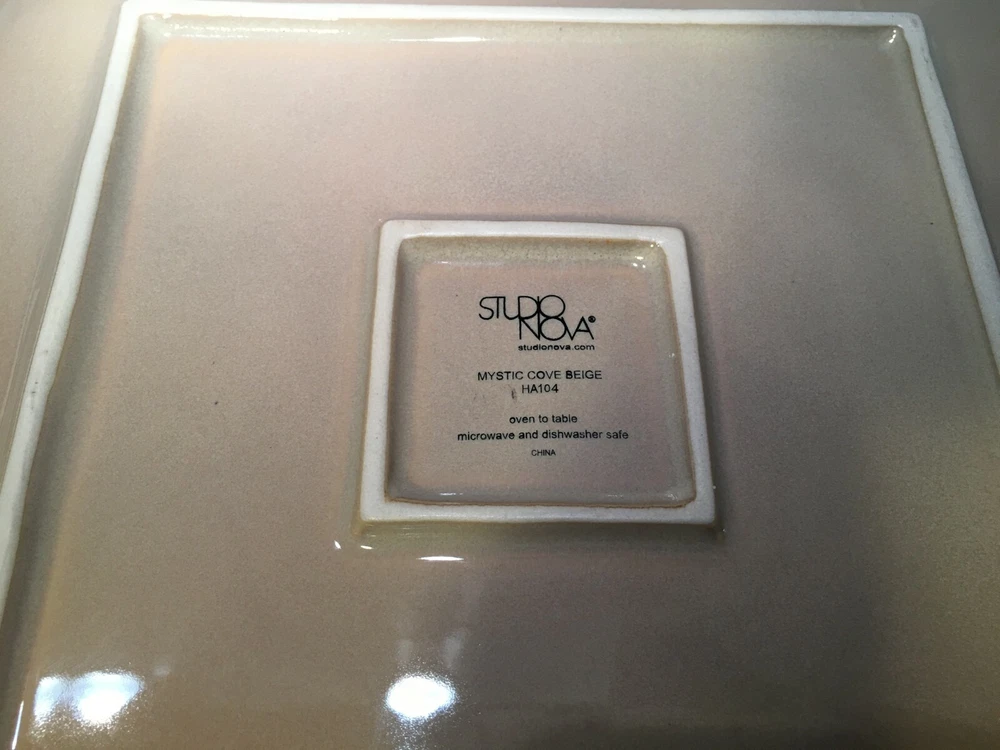 STUDIO
NOVA®
studionova.com
MYSTIC COVE BEIGE
HA104
oven to table
microwave and dishwasher safe
CHINA